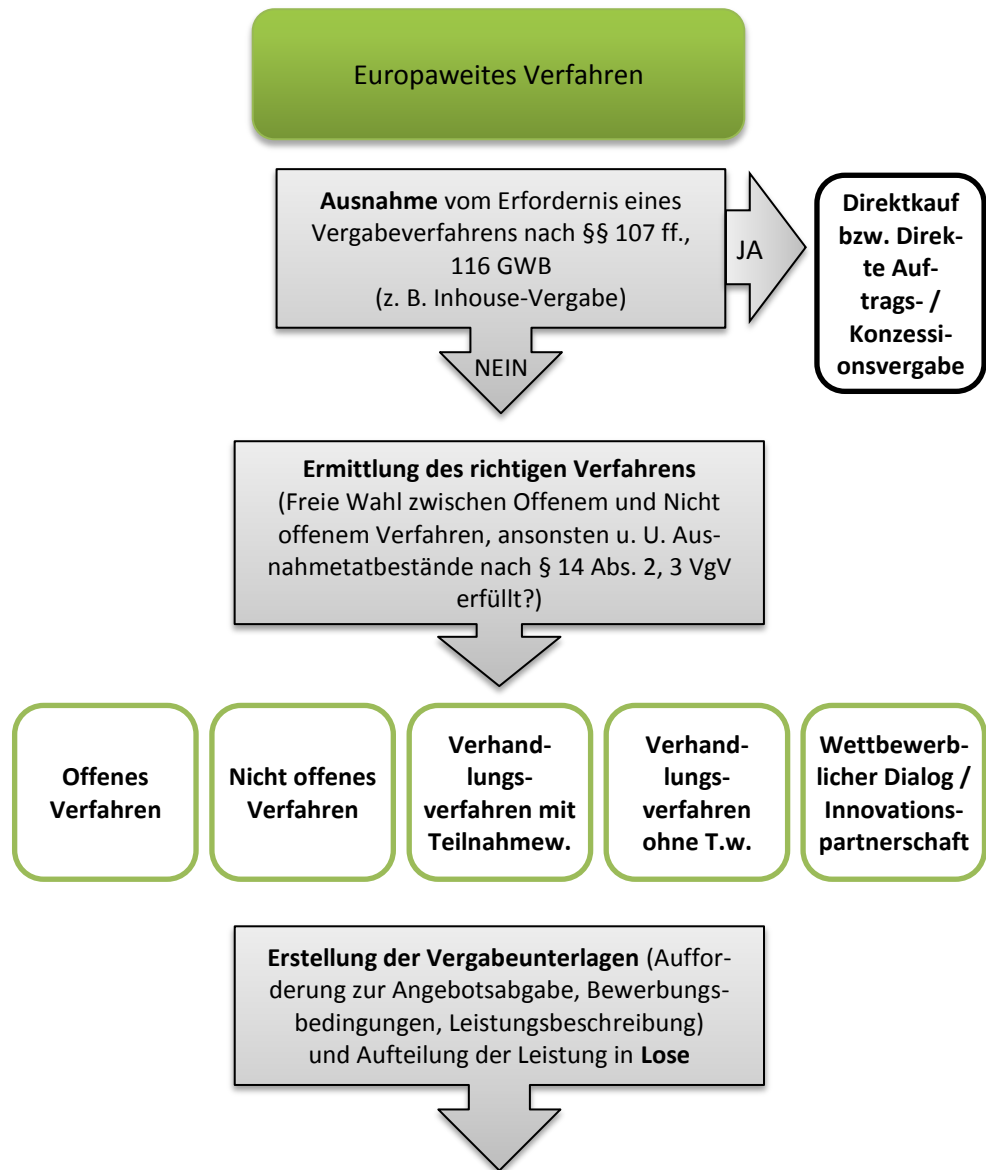 Europaweites Verfahren
Ausnahme vom Erfordernis eines
Vergabeverfahrens nach §§ 107 ff.,
116 GWB
(z. B. Inhouse-Vergabe)
JA
Direktkauf
bzw. Direk-
te Auf-
trags- /
Konzessi-
onsvergabe
NEIN
Ermittlung des richtigen Verfahrens
(Freie Wahl zwischen Offenem und Nicht
offenem Verfahren, ansonsten u. U. Aus-
nahmetatbestände nach § 14 Abs. 2, 3 VgV
erfüllt?)
Offenes
Verfahren
Nicht offenes
Verfahren
Verhand-
lungs-
verfahren mit
Teilnahmew.
Verhand-
lungs-
verfahren
ohne T.w.
Wettbewerb-
licher Dialog /
Innovations-
partnerschaft
Erstellung der Vergabeunterlagen (Auffor-
derung zur Angebotsabgabe, Bewerbungs-
bedingungen, Leistungsbeschreibung)
und Aufteilung der Leistung in Lose